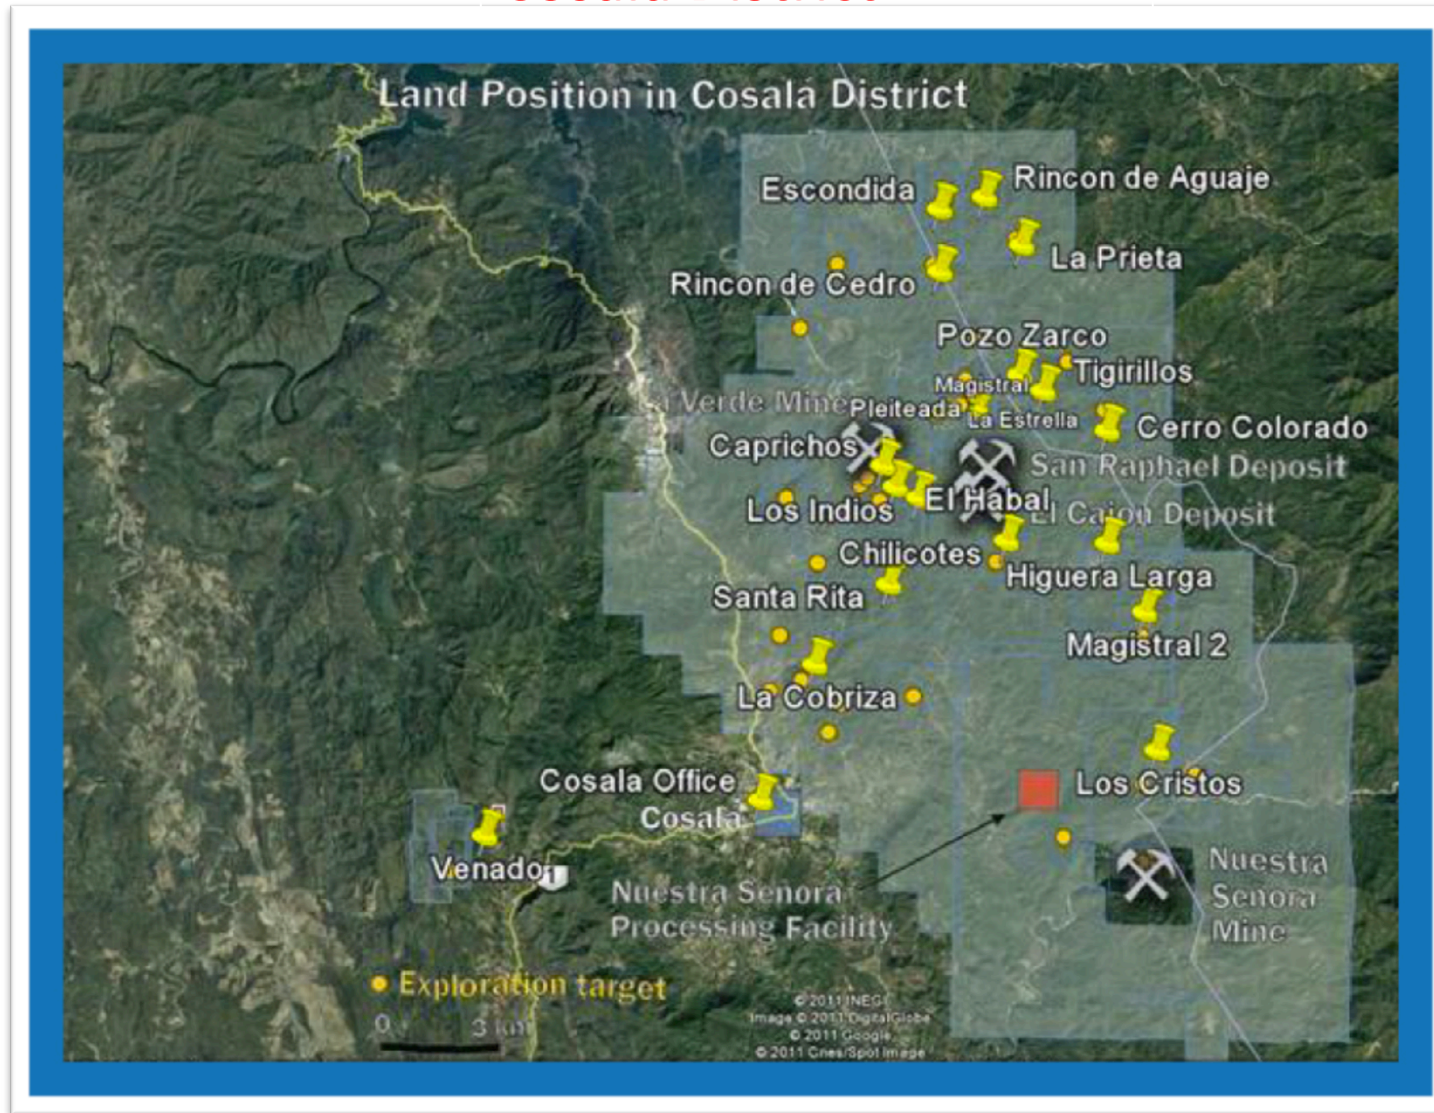 Land Position in Cosala District
Escondida
Rincon de Aguaje
La Prieta
Rincon de Cedro
Pozo Zarco
Tigirillos
Magistral
Verde Mine
Pleiteada
La Estrella
Cerro Colorado
Caprichos
San Raphael Deposit
El Habal
Los Indios
El Cajon Deposit
Chilicotes
Higuera Larga
Santa Rita
Magistral 2
La Cobriza
Cosala Office
Los Cristos
Cosala
Venado
1
Nuestra Senora
Processing Facility
Nuestra
Senora
Mine
Exploration target
0 3 km
© 2011 INEGI
Image © 2011 DigitalGlobe
© 2011 Google
© 2011 Cnes/Spot Image